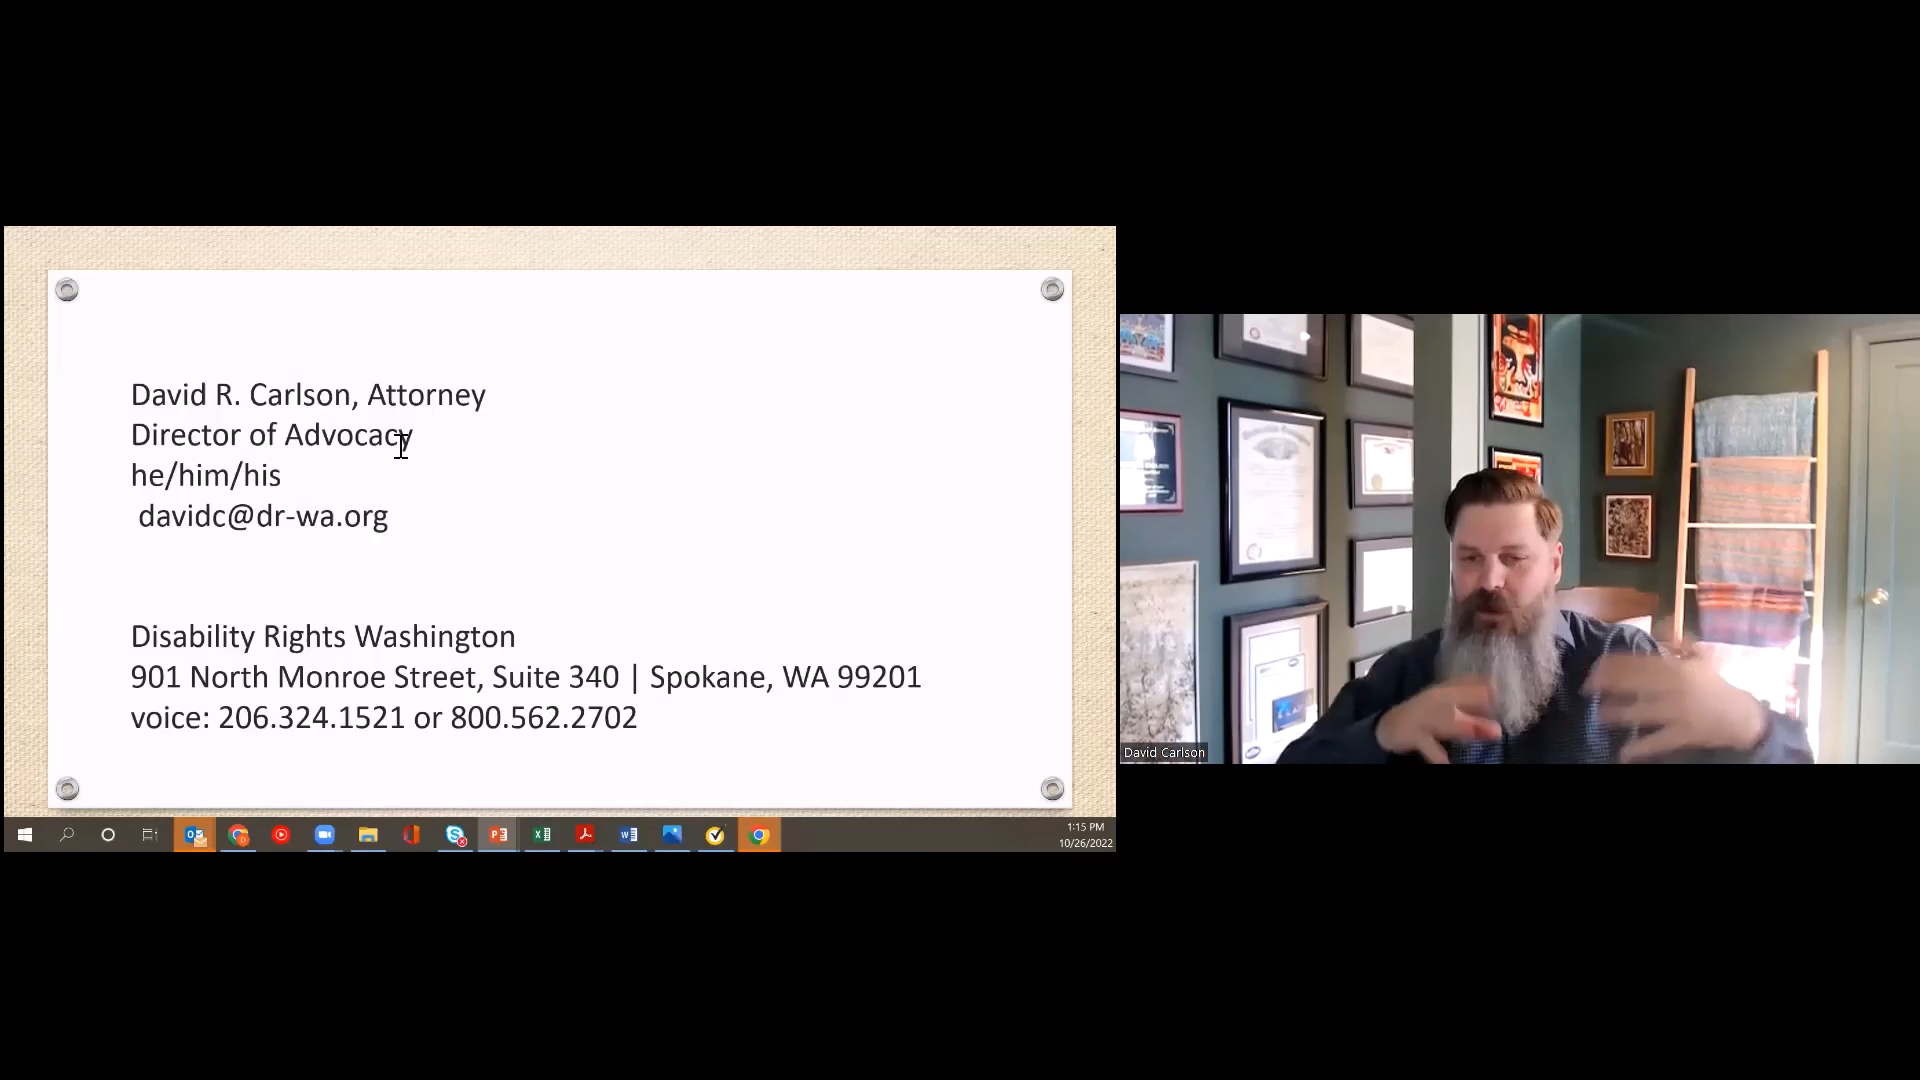 David R. Carlson, Attorney
Director of Advocacy
he/him/his
davidc@dr-wa.org
Disability Rights Washington
901 North Monroe Street, Suite 340 | Spokane, WA 99201
voice: 206.324.1521 or 800.562.2702
1:15 PM
10/26/2022
David Carlson